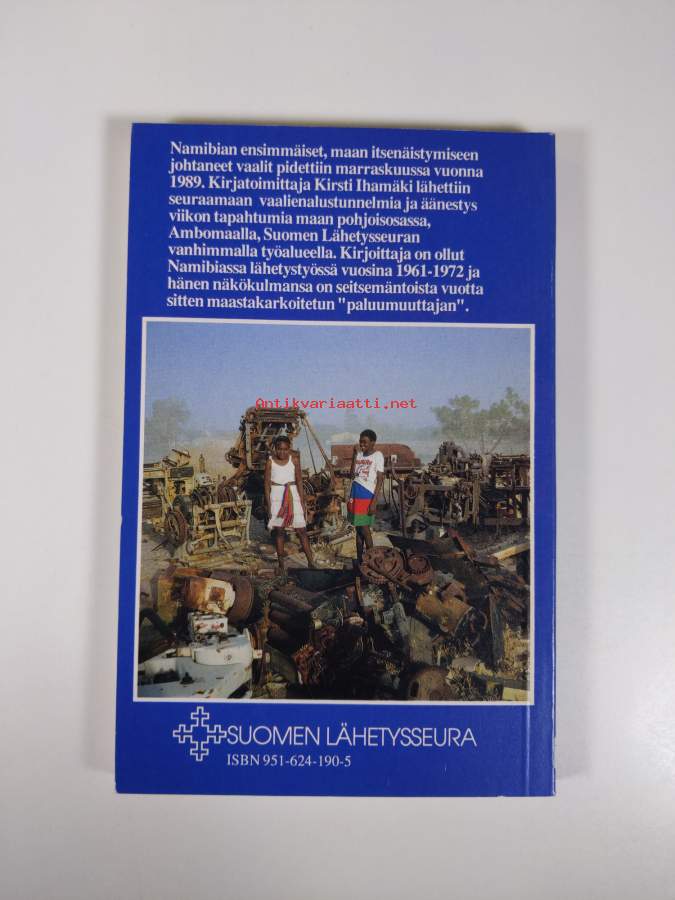 Namibian ensimmäiset, maan itsenäistymiseen
johtaneet vaalit pidettiin marraskuussa vuonna
1989. Kirjatoimittaja Kirsti Ihamäki lähettiin
seuraamaan vaalienalustunnelmia ja äänestys
viikon tapahtumia maan pohjoisosassa,
Ambomaalla, Suomen Lähetysseuran
vanhimmalla työalueella. Kirjoittaja on ollut
Namibiassa lähetystyössä vuosina 1961-1972 ja
hänen näkökulmansa on seitsemäntoista vuotta
sitten maastakarkoitetun "paluumuuttajan".
Antikvariaatti.net
SUOMEN LÄHETYSSEURA
ISBN 951-624-190-5